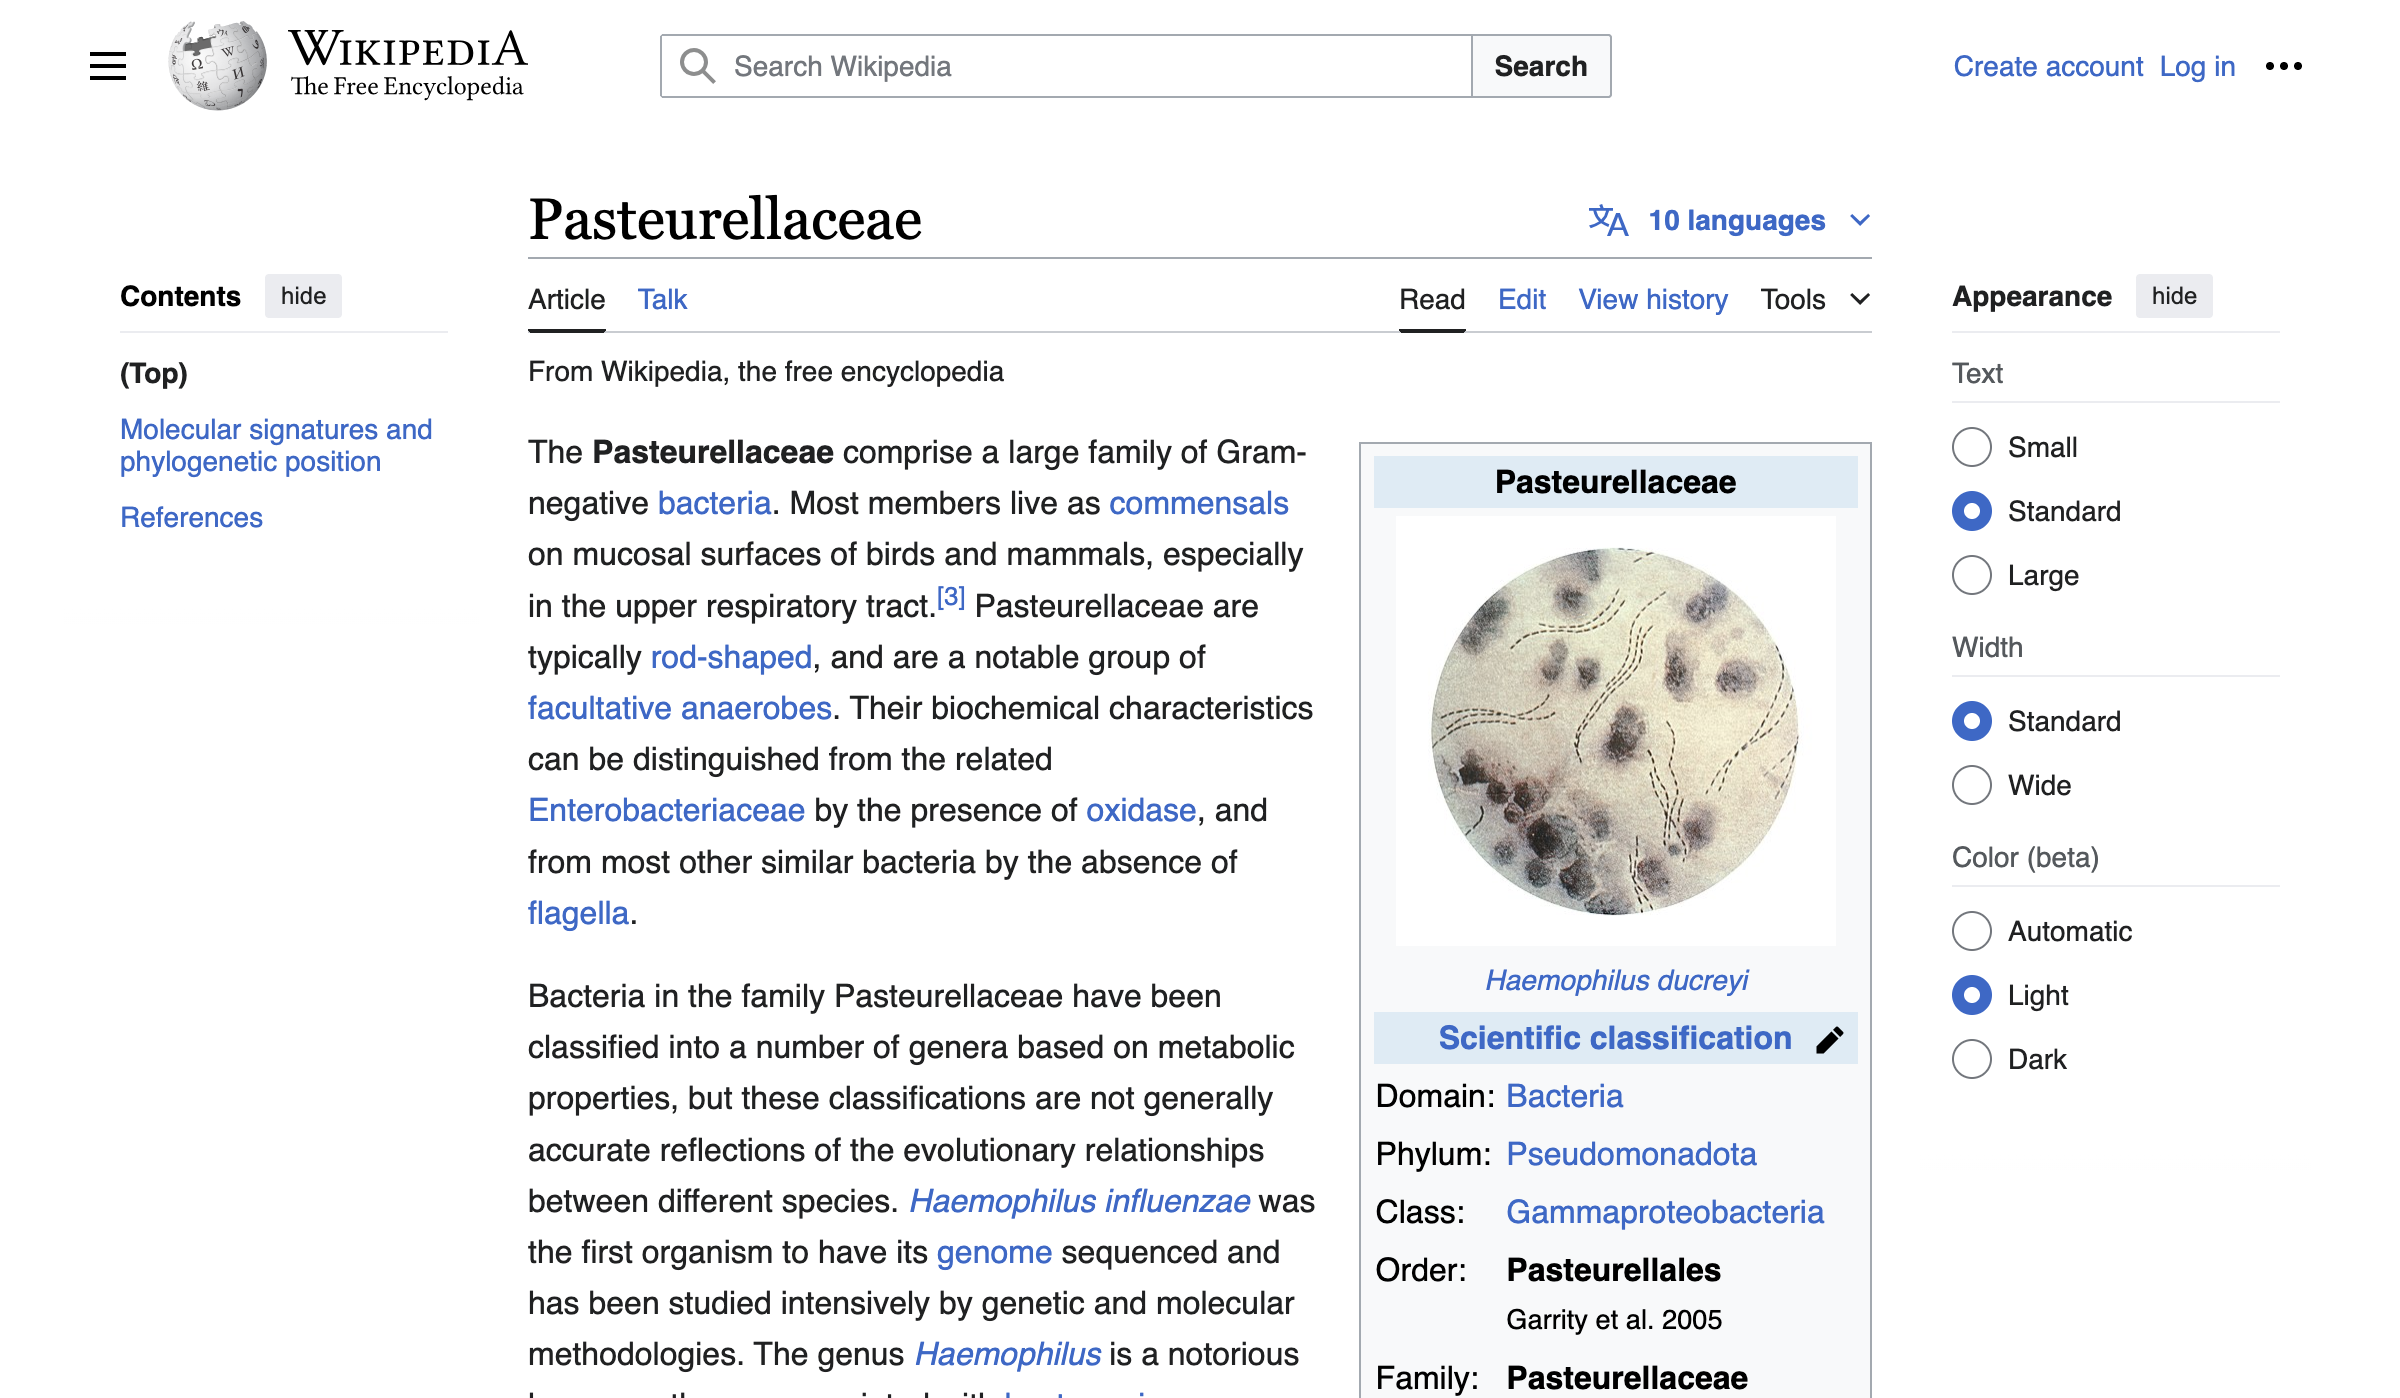 WIKIPEDIA
The Free Encyclopedia
Search Wikipedia
Search
Create account Log in
Pasteurellaceae
10 languages
Contents hide
(Top)
Molecular signatures and
phylogenetic position
References
Article Talk
Read Edit View history Tools
From Wikipedia, the free encyclopedia
The Pasteurellaceae comprise a large family of Gram-
negative bacteria. Most members live as commensals
on mucosal surfaces of birds and mammals, especially
in the upper respiratory tract.[3] Pasteurellaceae are
typically rod-shaped, and are a notable group of
facultative anaerobes. Their biochemical characteristics
can be distinguished from the related
Enterobacteriaceae by the presence of oxidase, and
from most other similar bacteria by the absence of
flagella.
Bacteria in the family Pasteurellaceae have been
classified into a number of genera based on metabolic
properties, but these classifications are not generally
accurate reflections of the evolutionary relationships
between different species. Haemophilus influenzae was
the first organism to have its genome sequenced and
has been studied intensively by genetic and molecular
methodologies. The genus Haemophilus is a notorious
Pasteurellaceae
Haemophilus ducreyi
Scientific classification
Domain: Bacteria
Phylum: Pseudomonadota
Class: Gammaproteobacteria
Order: Pasteurellales
Garrity et al. 2005
Family: Pasteurellaceae
Appearance hide
Text
Small
Standard
Large
Width
Standard
Wide
Color (beta)
Automatic
Light
Dark